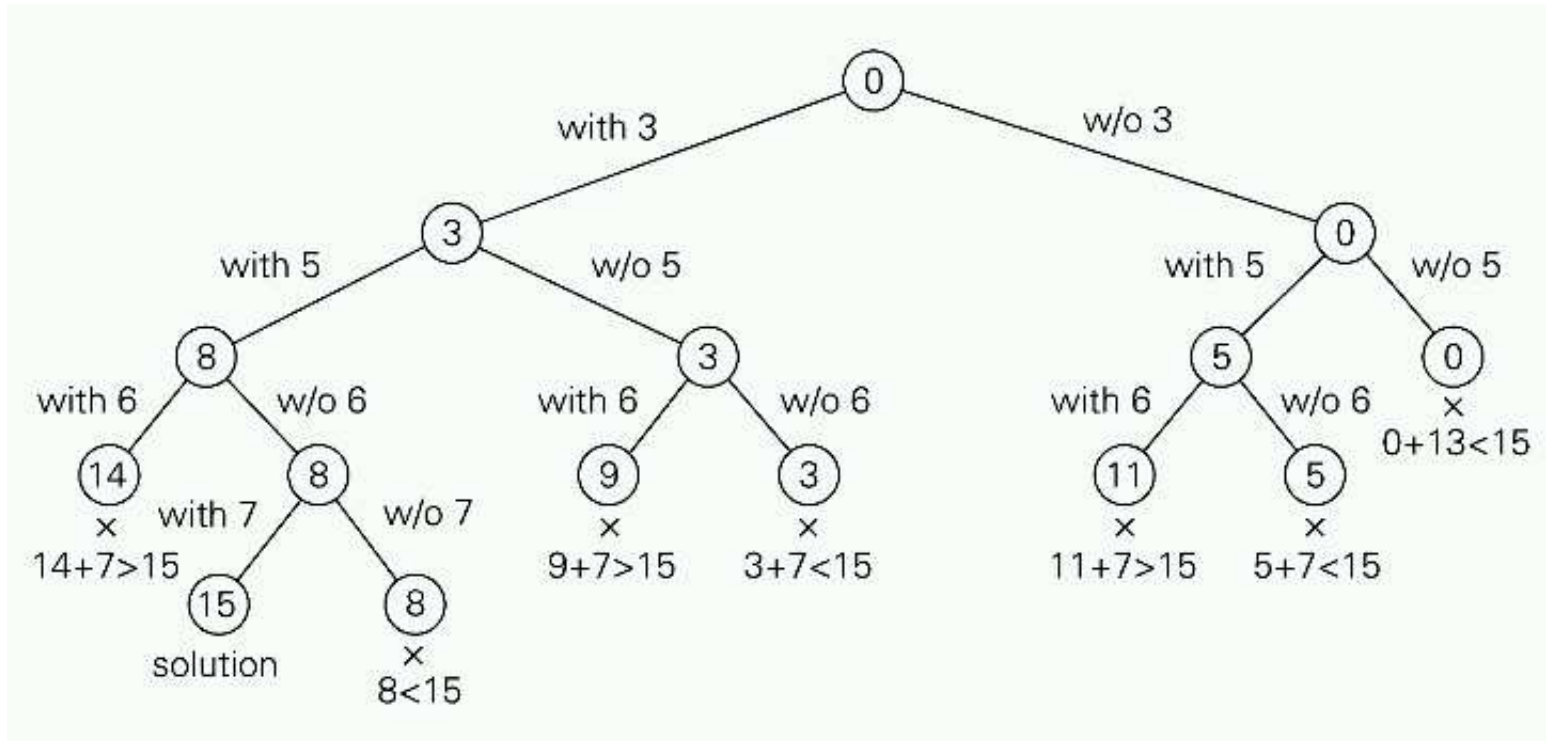 0
with 3
w/o 3
3
0
with 5
w/o 5
with 5
w/o 5
8
3
5
0
with 6
w/o 6
with 6
w/o 6
with 6
w/o 6
×
0+13<15
14
8
9
3
11
5
with 7
w/o 7
×
×
×
×
×
14+7>15
9+7>15
3+7<15
11+7>15
5+7<15
15
8
solution
×
8<15